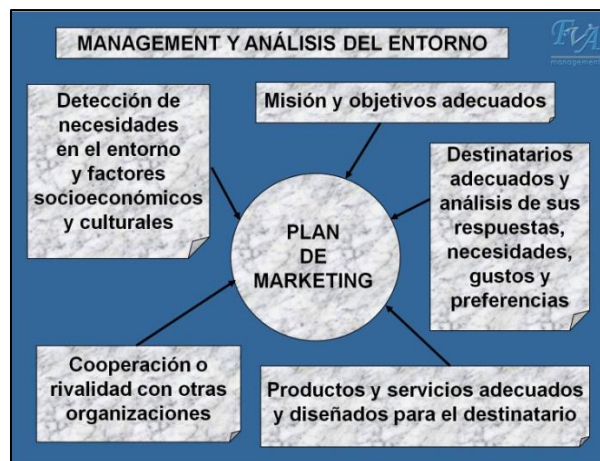 MANAGEMENT Y ANÁLISIS DEL ENTORNO
FVA
management
Detección de
necesidades
en el entorno
y factores
socioeconómicos
y culturales
Misión y objetivos adecuados
Destinatarios
adecuados y
análisis de sus
respuestas,
necesidades,
gustos y
preferencias
PLAN
DE
MARKETING
Cooperación o
rivalidad con otras
organizaciones
Productos y servicios adecuados
y diseñados para el destinatario